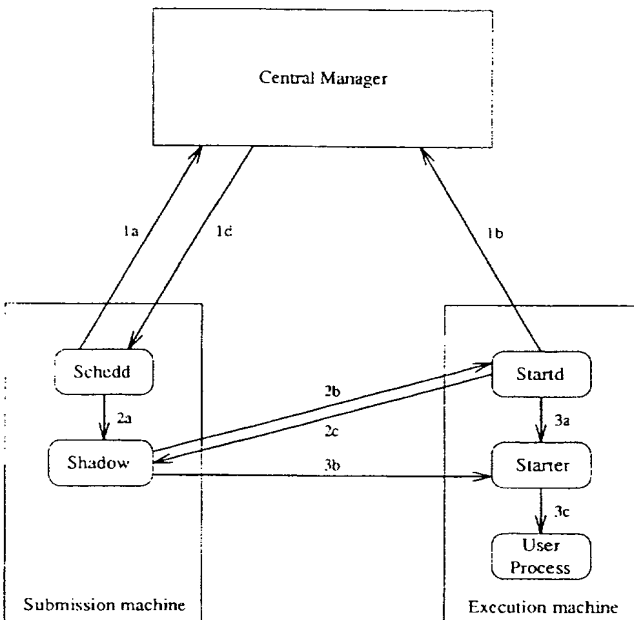 Central Manager
1a
1d
1b
Schedd
Startd
2a
2b
2c
3a
Shadow
3b
Starter
3c
User
Process
Submission machine
Execution machine